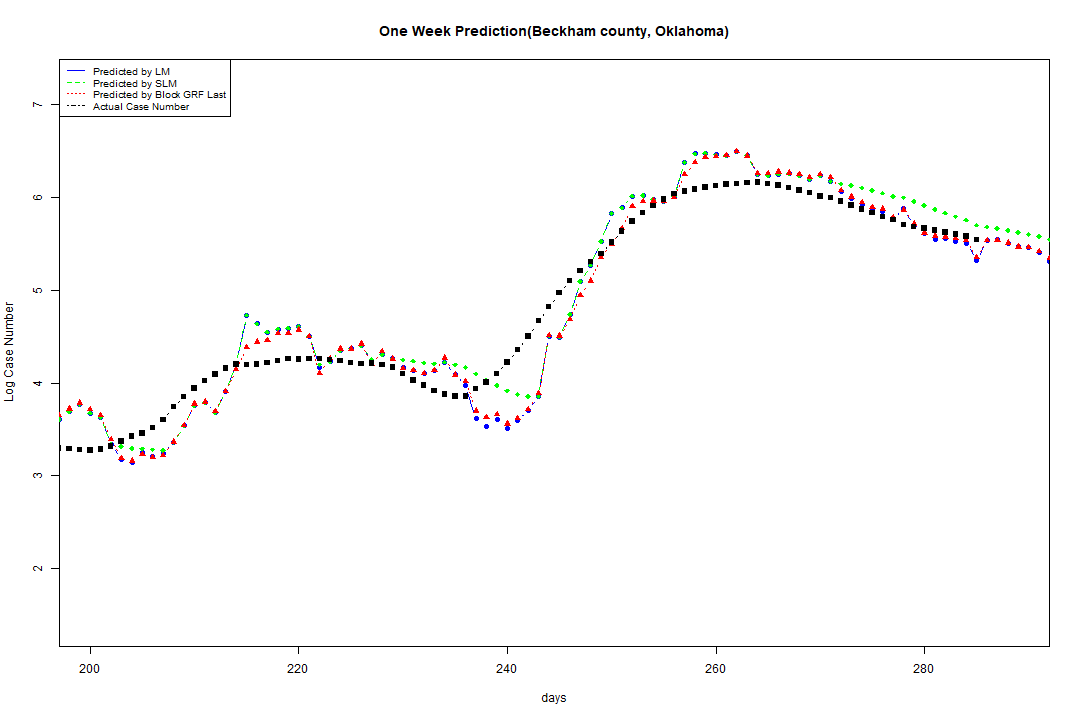 One Week Prediction(Beckham county, Oklahoma)
Predicted by LM
Predicted by SLM
Predicted by Block GRF Last
Actual Case Number
7
6
5
4
3
2
Log Case Number
200 220 240 260 280
days